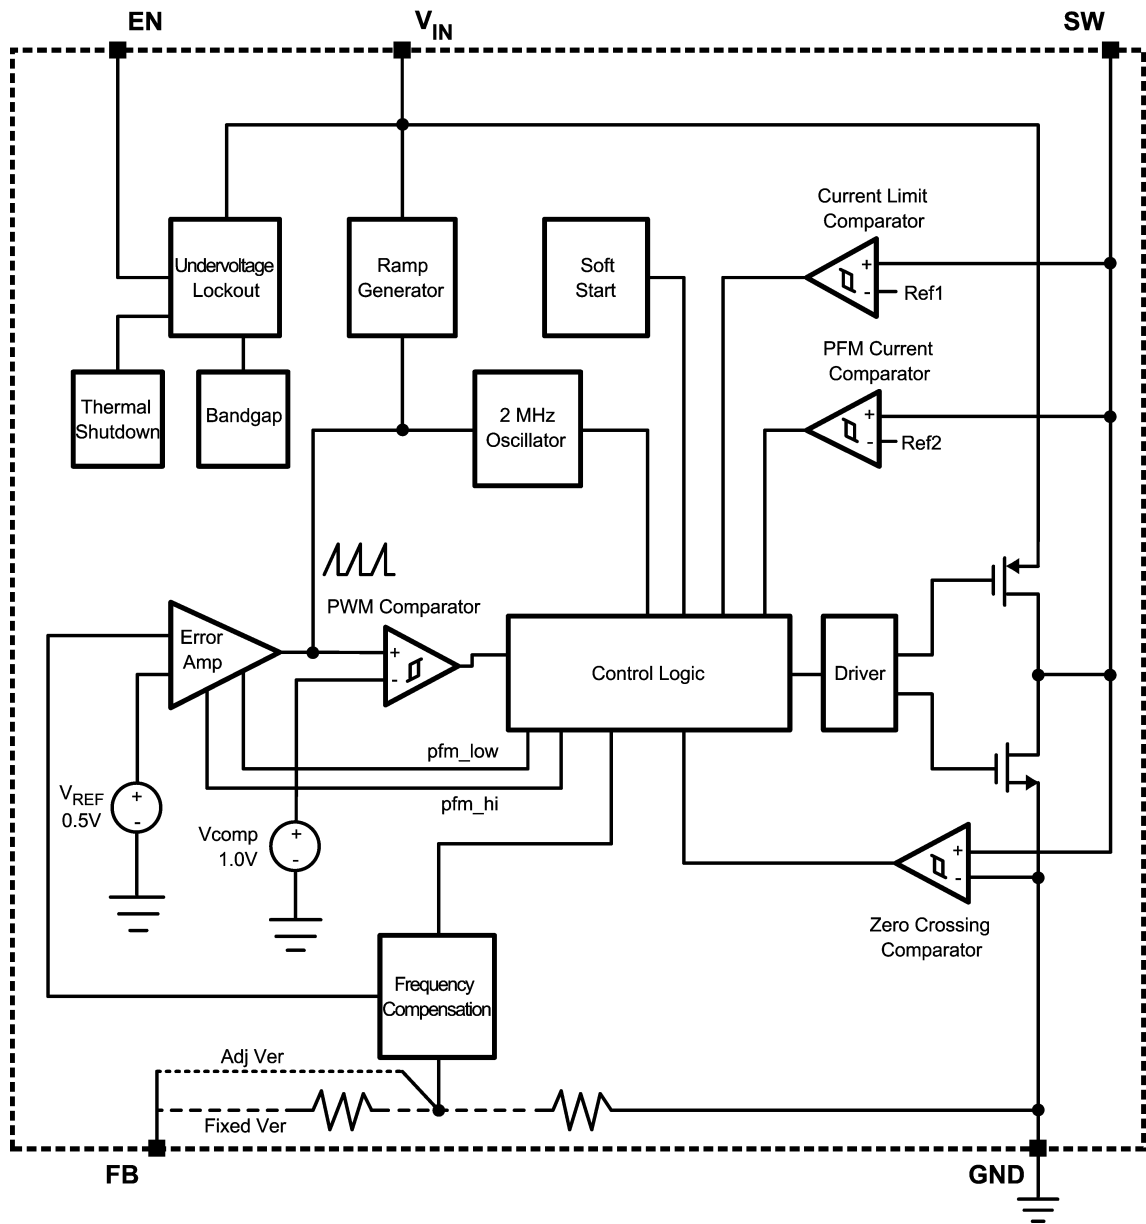 EN
VIN
SW
Current Limit
Comparator
+
-
Ref1
Undervoltage
Lockout
Ramp
Generator
Soft
Start
PFM Current
Comparator
+
-
Ref2
Thermal
Shutdown
Bandgap
2 MHz
Oscillator
PWM Comparator
Error
Amp
+
-
Control Logic
Driver
pfm_low
pfm_hi
VREF
0.5V
+
-
Vcomp
1.0V
+
-
+
-
Zero Crossing
Comparator
Frequency
Compensation
Adj Ver
Fixed Ver
FB
GND